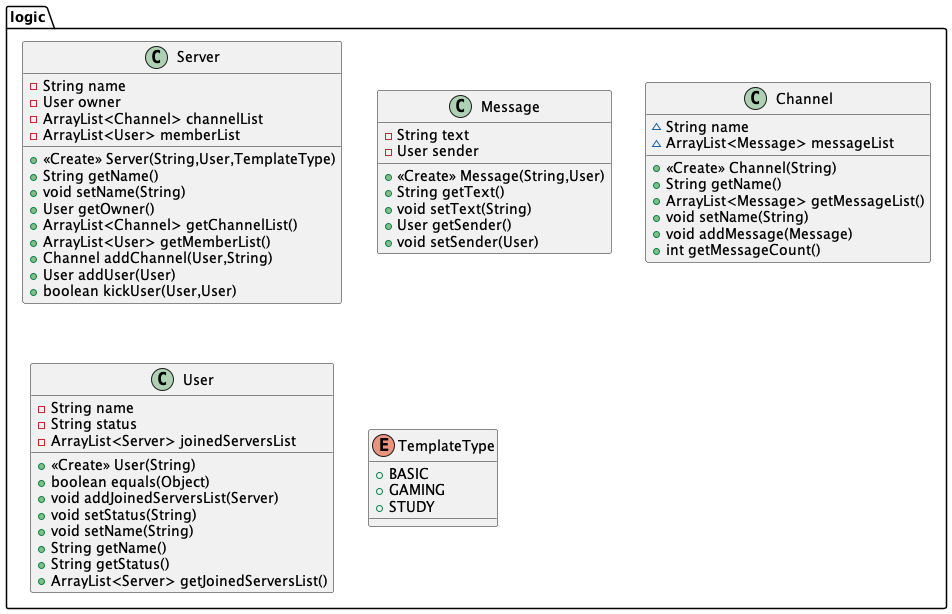 logic
C Server
String name
User owner
ArrayList<Channel> channelList
ArrayList<User> memberList
«Create» Server(String,User,TemplateType)
String getName()
void setName(String)
User getOwner()
ArrayList<Channel> getChannelList()
ArrayList<User> getMemberList()
Channel addChannel(User,String)
User addUser(User)
boolean kickUser(User,User)
C Message
String text
User sender
«Create» Message(String,User)
String getText()
void setText(String)
User getSender()
void setSender(User)
C Channel
String name
ArrayList<Message> messageList
«Create» Channel(String)
String getName()
ArrayList<Message> getMessageList()
void setName(String)
void addMessage(Message)
int getMessageCount()
C User
String name
String status
ArrayList<Server> joinedServersList
«Create» User(String)
boolean equals(Object)
void addJoinedServersList(Server)
void setStatus(String)
void setName(String)
String getName()
String getStatus()
ArrayList<Server> getJoinedServersList()
E TemplateType
BASIC
GAMING
STUDY